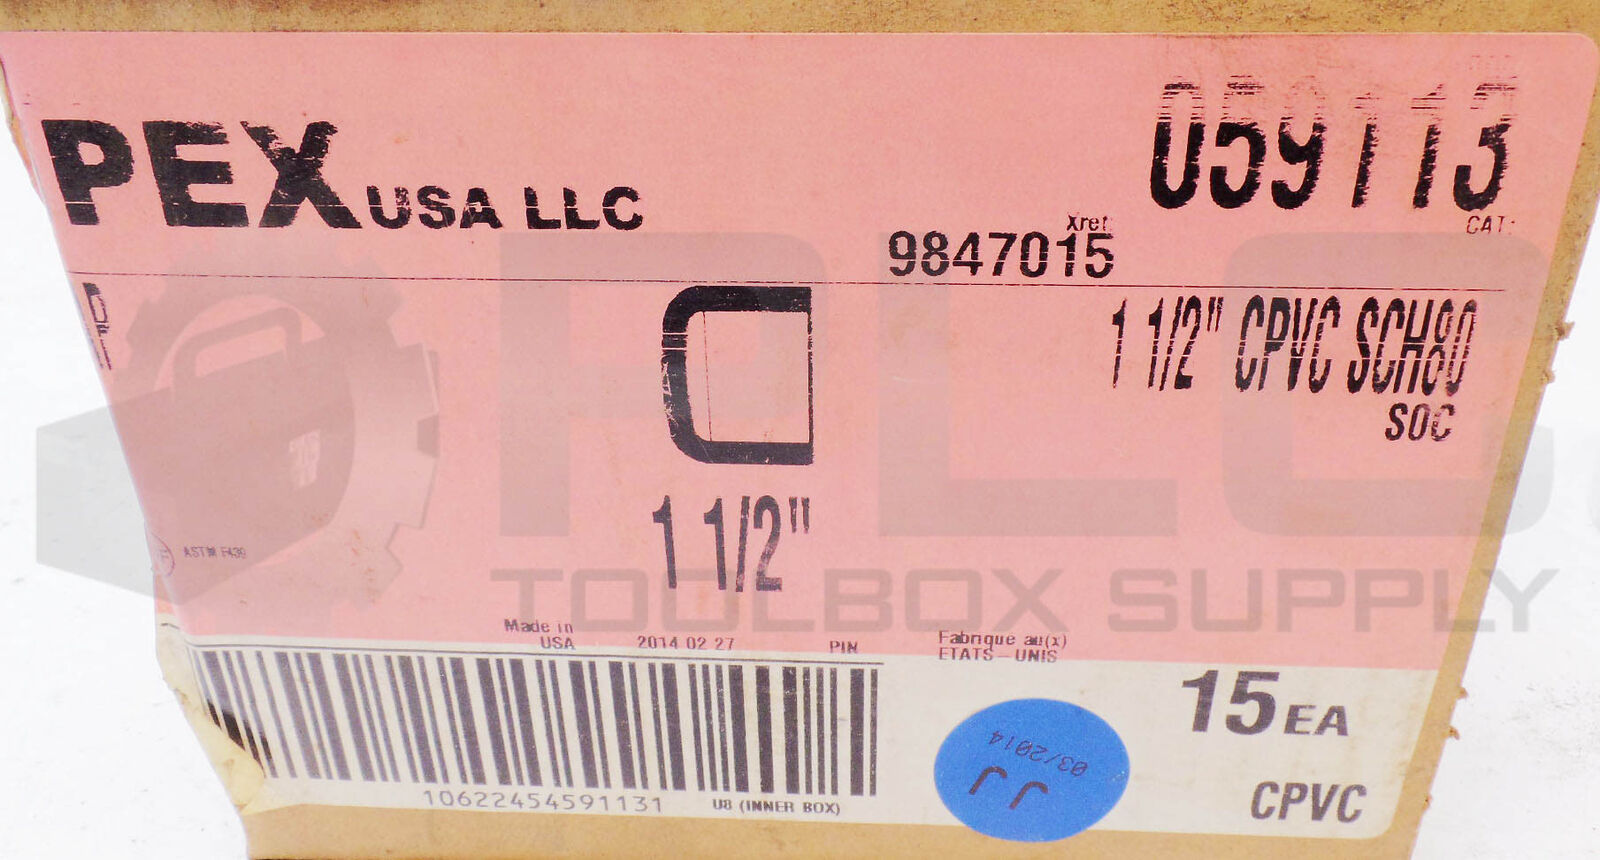 059113
PEX USA LLC
Xref:
CAT:
9847015
1 1/2" CPVC SCH80
SOC
1 1/2"
ASTM F439
Made in
USA
2014 02 27
PIN
Fabrique au(x)
ETATS-UNIS
15 EA
CPVC
10622454591131
U8 (INNER BOX)
03/2014
JJ
PLC
TOOLBOX SUPPLY